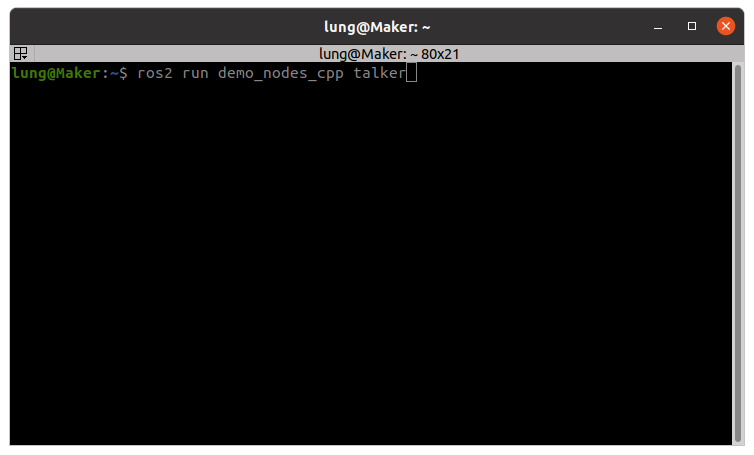 lung@Maker: ~
lung@Maker: ~ 80x21
lung@Maker:~$ ros2 run demo_nodes_cpp talker